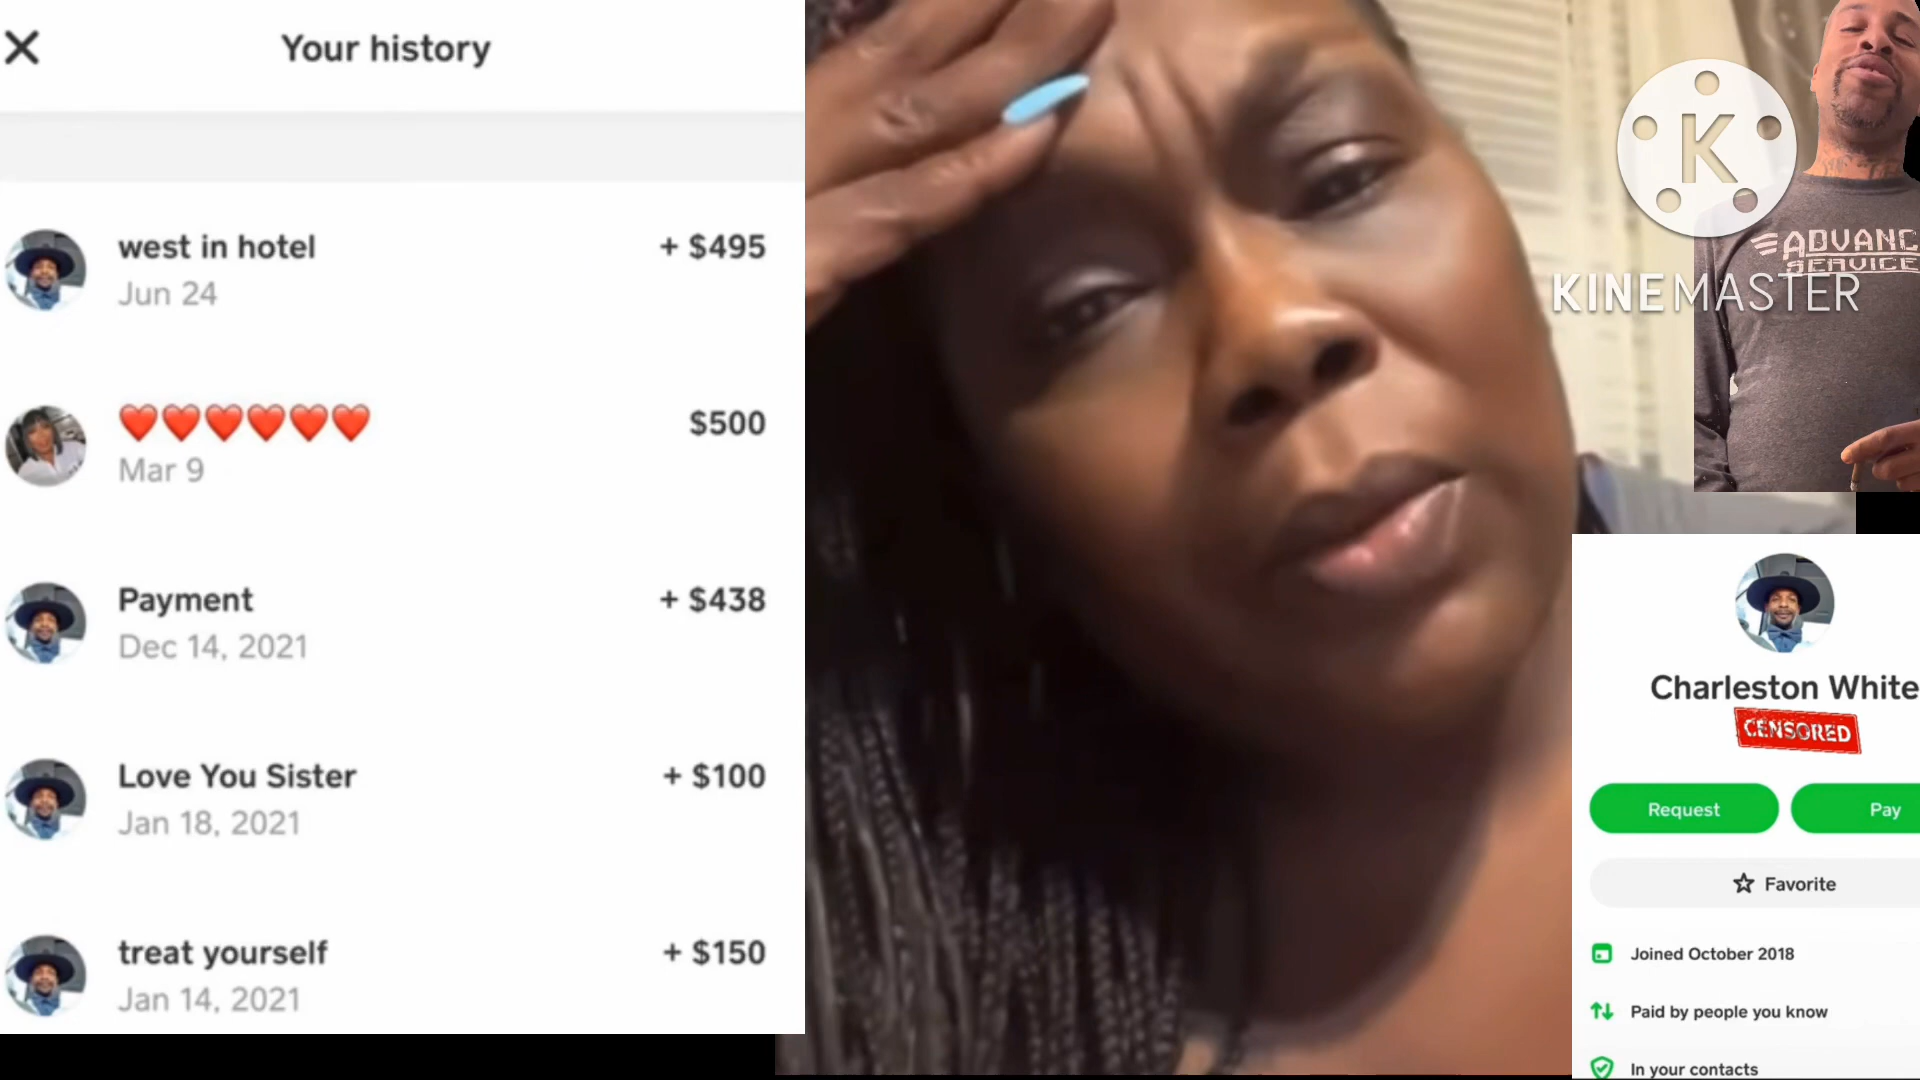 Your history
west in hotel
+ $495
Jun 24
❤️❤️❤️❤️❤️❤️
$500
Mar 9
Payment
+ $438
Dec 14, 2021
Love You Sister
+ $100
Jan 18, 2021
treat yourself
+ $150
Jan 14, 2021
K
KINEMASTER
ADVANC
SERVICE
Charleston White
CENSORED
Request
Pay
Favorite
Joined October 2018
Paid by people you know
In your contacts